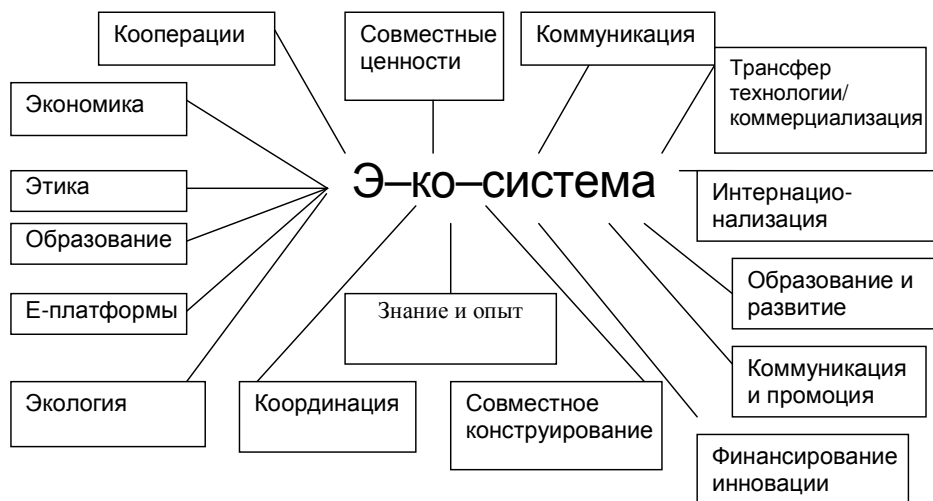 Кооперации
Совместные
ценности
Коммуникация
Трансфер
технологии/
коммерциализация
Экономика
Этика
Э–ко–система
Интернацио-
нализация
Образование
Образование и
развитие
Е-платформы
Знание и опыт
Коммуникация
и промоция
Экология
Координация
Совместное
конструирование
Финансирование
инновации